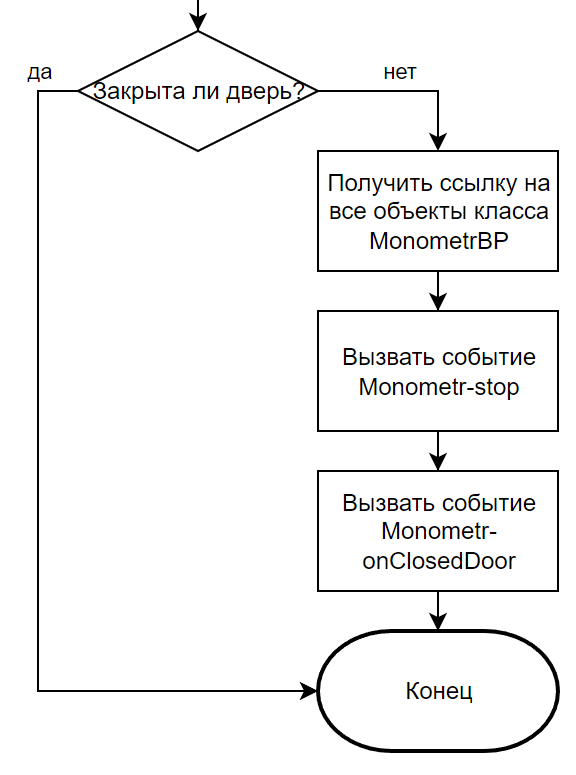 да
нет
Закрыта ли дверь?
Получить ссылку на
все объекты класса
MonometrBP
Вызвать событие
Monometr-stop
Вызвать событие
Monometr-
onClosedDoor
Конец